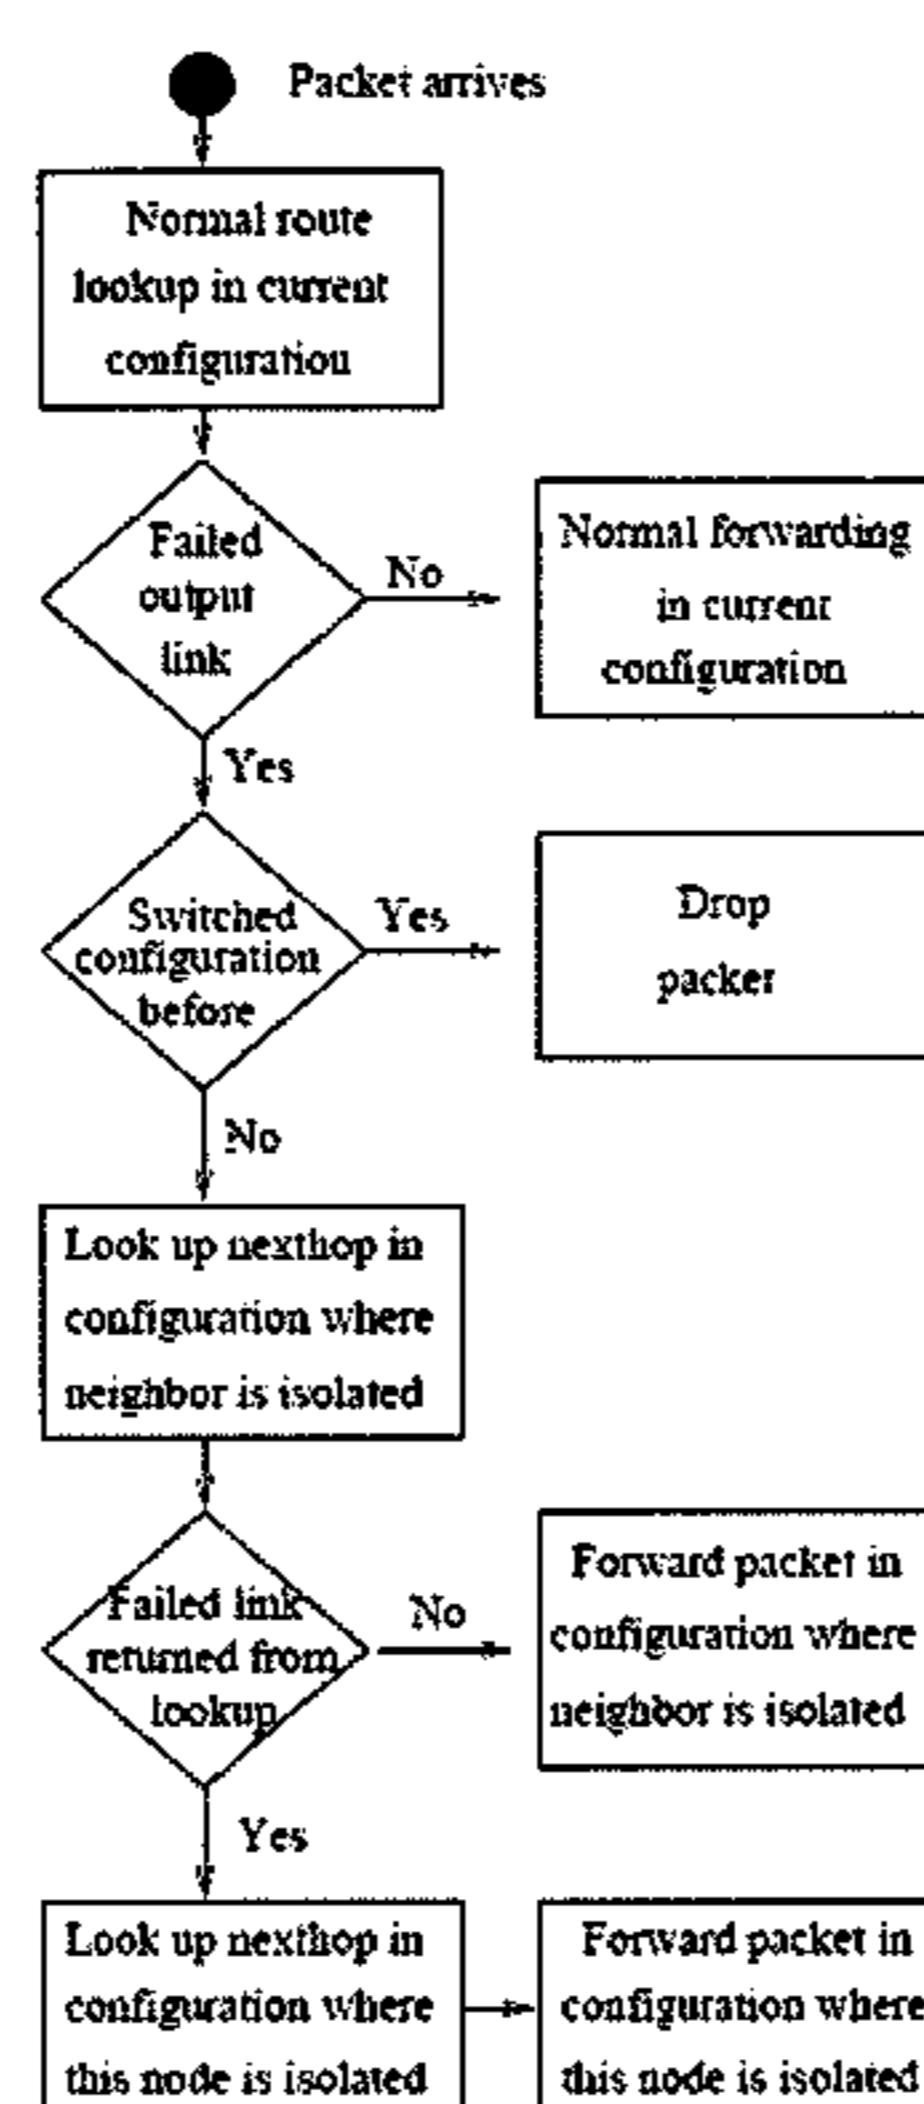 Packet arrives
Normal route
lookup in current
configuration
Failed
output
link
No
Normal forwarding
in current
configuration
Yes
Switched
configuration
before
Yes
Drop
packer
No
Look up nexthop in
configuration where
neighbor is isolated
Failed link
returned from
lookup
No
Forward packet in
configuration where
neighbor is isolated
Yes
Look up nexthop in
configuration where
this node is isolated
Forward packet in
configuration where
this node is isolated